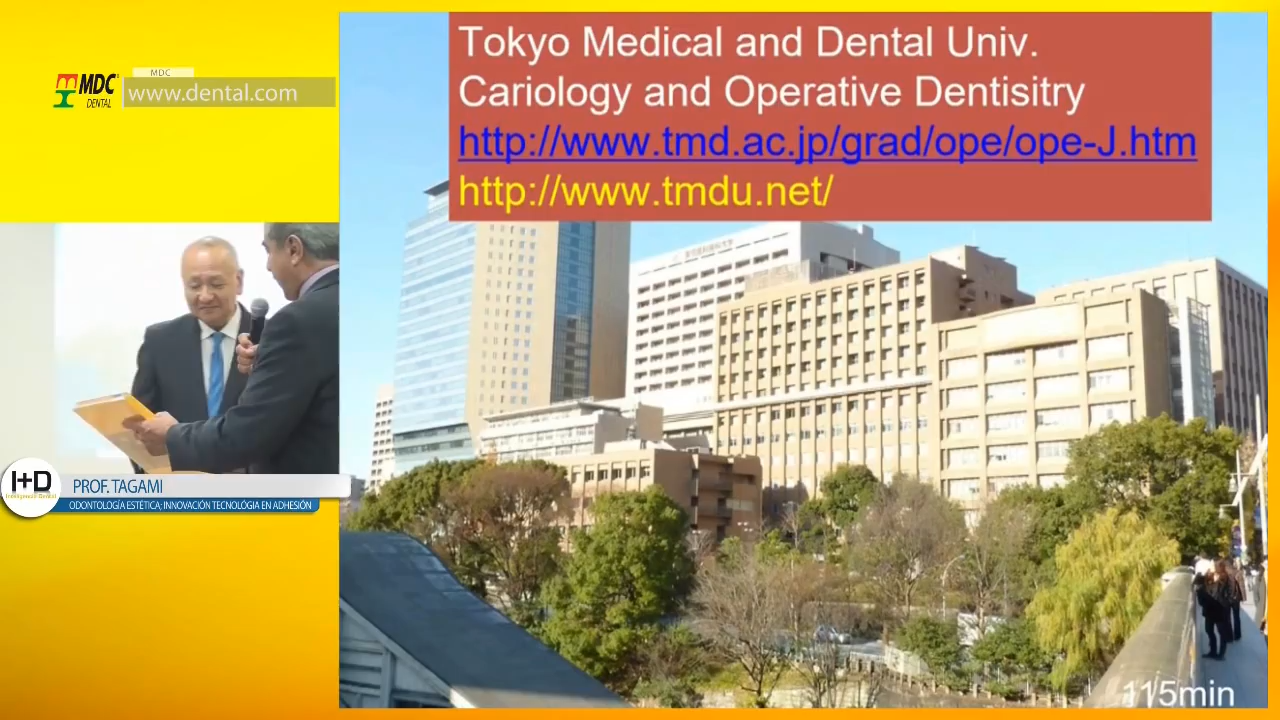 MDC
MDC
DENTAL
www.dental.com
Tokyo Medical and Dental Univ.
Cariology and Operative Dentisitry
http://www.tmd.ac.jp/grad/ope/ope-J.htm
http://www.tmdu.net/
I+D
PROF. TAGAMI
ODONTOLOGÍA ESTÉTICA; INNOVACIÓN TECNOLÓGIA EN ADHESIÓN
115min